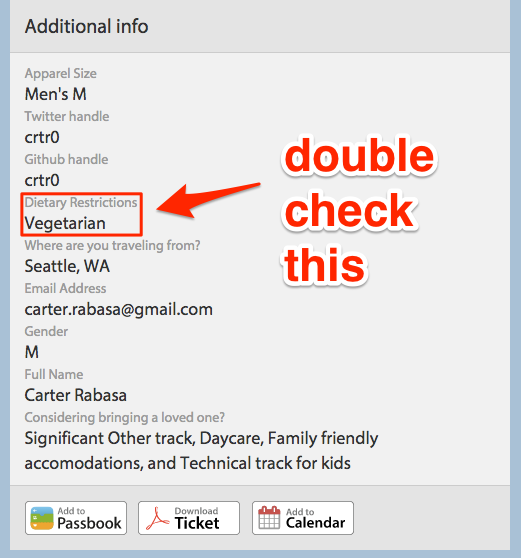 Additional info
Apparel Size
Men's M
Twitter handle
crtr0
Github handle
crtr0
Dietary Restrictions
Vegetarian
double
check
this
Where are you traveling from?
Seattle, WA
Email Address
carter.rabasa@gmail.com
Gender
M
Full Name
Carter Rabasa
Considering bringing a loved one?
Significant Other track, Daycare, Family friendly
accomodations, and Technical track for kids
Add to
Passbook
Download
Ticket
Add to
Calendar